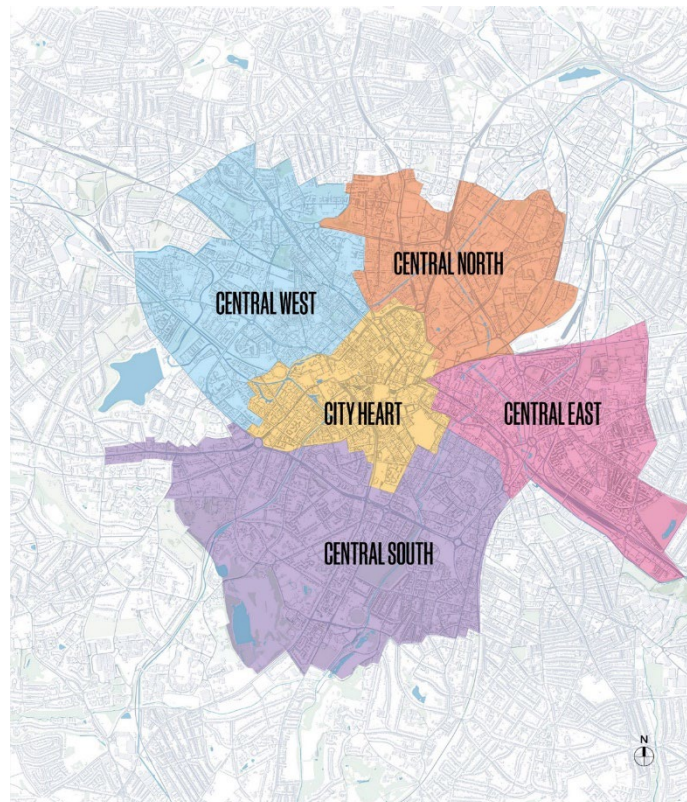 CENTRAL NORTH
CENTRAL WEST
CITY HEART
CENTRAL EAST
CENTRAL SOUTH
N